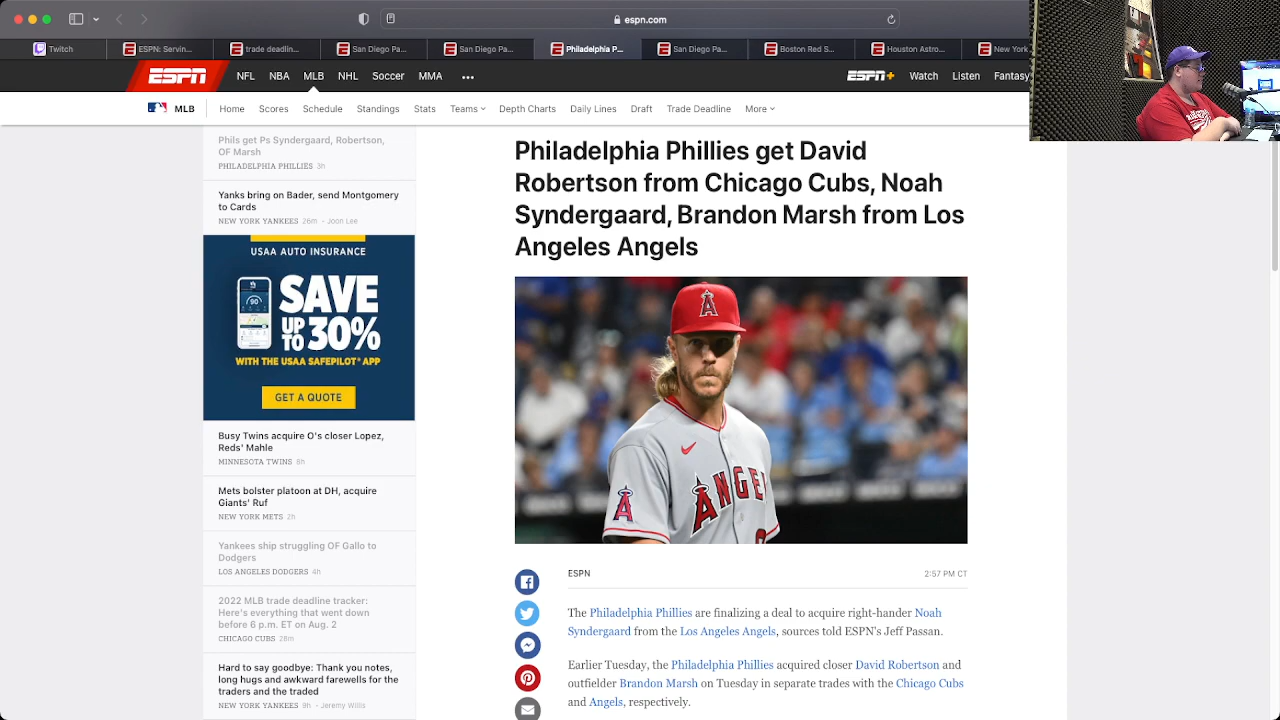 espn.com
Twitch
ESPN: Servin...
trade deadlin...
San Diego Pa...
San Diego Pa...
Philadelphia P...
San Diego Pa...
Boston Red S...
Houston Astro...
New York
ESPN
NFL
NBA
MLB
NHL
Soccer
MMA
•••
ESPN+
Watch
Listen
Fantasy
MLB
Home
Scores
Schedule
Standings
Stats
Teams
Depth Charts
Daily Lines
Draft
Trade Deadline
More
Phils get Ps Syndergaard, Robertson,
OF Marsh
PHILADELPHIA PHILLIES 3h
Yanks bring on Bader, send Montgomery
to Cards
NEW YORK YANKEES 26m - Joon Lee
USAA AUTO INSURANCE
90
SAVE
UP TO 30%
WITH THE USAA SAFEPILOT® APP
GET A QUOTE
Busy Twins acquire O's closer Lopez,
Reds' Mahle
MINNESOTA TWINS 8h
Mets bolster platoon at DH, acquire
Giants' Ruf
NEW YORK METS 2h
Yankees ship struggling OF Gallo to
Dodgers
LOS ANGELES DODGERS 4h
2022 MLB trade deadline tracker:
Here's everything that went down
before 6 p.m. ET on Aug. 2
CHICAGO CUBS 28m
Hard to say goodbye: Thank you notes,
long hugs and awkward farewells for the
traders and the traded
NEW YORK YANKEES 9h - Jeremy Willis
Philadelphia Phillies get David
Robertson from Chicago Cubs, Noah
Syndergaard, Brandon Marsh from Los
Angeles Angels
A
A
ANGE
ESPN
2:57 PM CT
The Philadelphia Phillies are finalizing a deal to acquire right-hander Noah
Syndergaard from the Los Angeles Angels, sources told ESPN's Jeff Passan.
Earlier Tuesday, the Philadelphia Phillies acquired closer David Robertson and
outfielder Brandon Marsh on Tuesday in separate trades with the Chicago Cubs
and Angels, respectively.